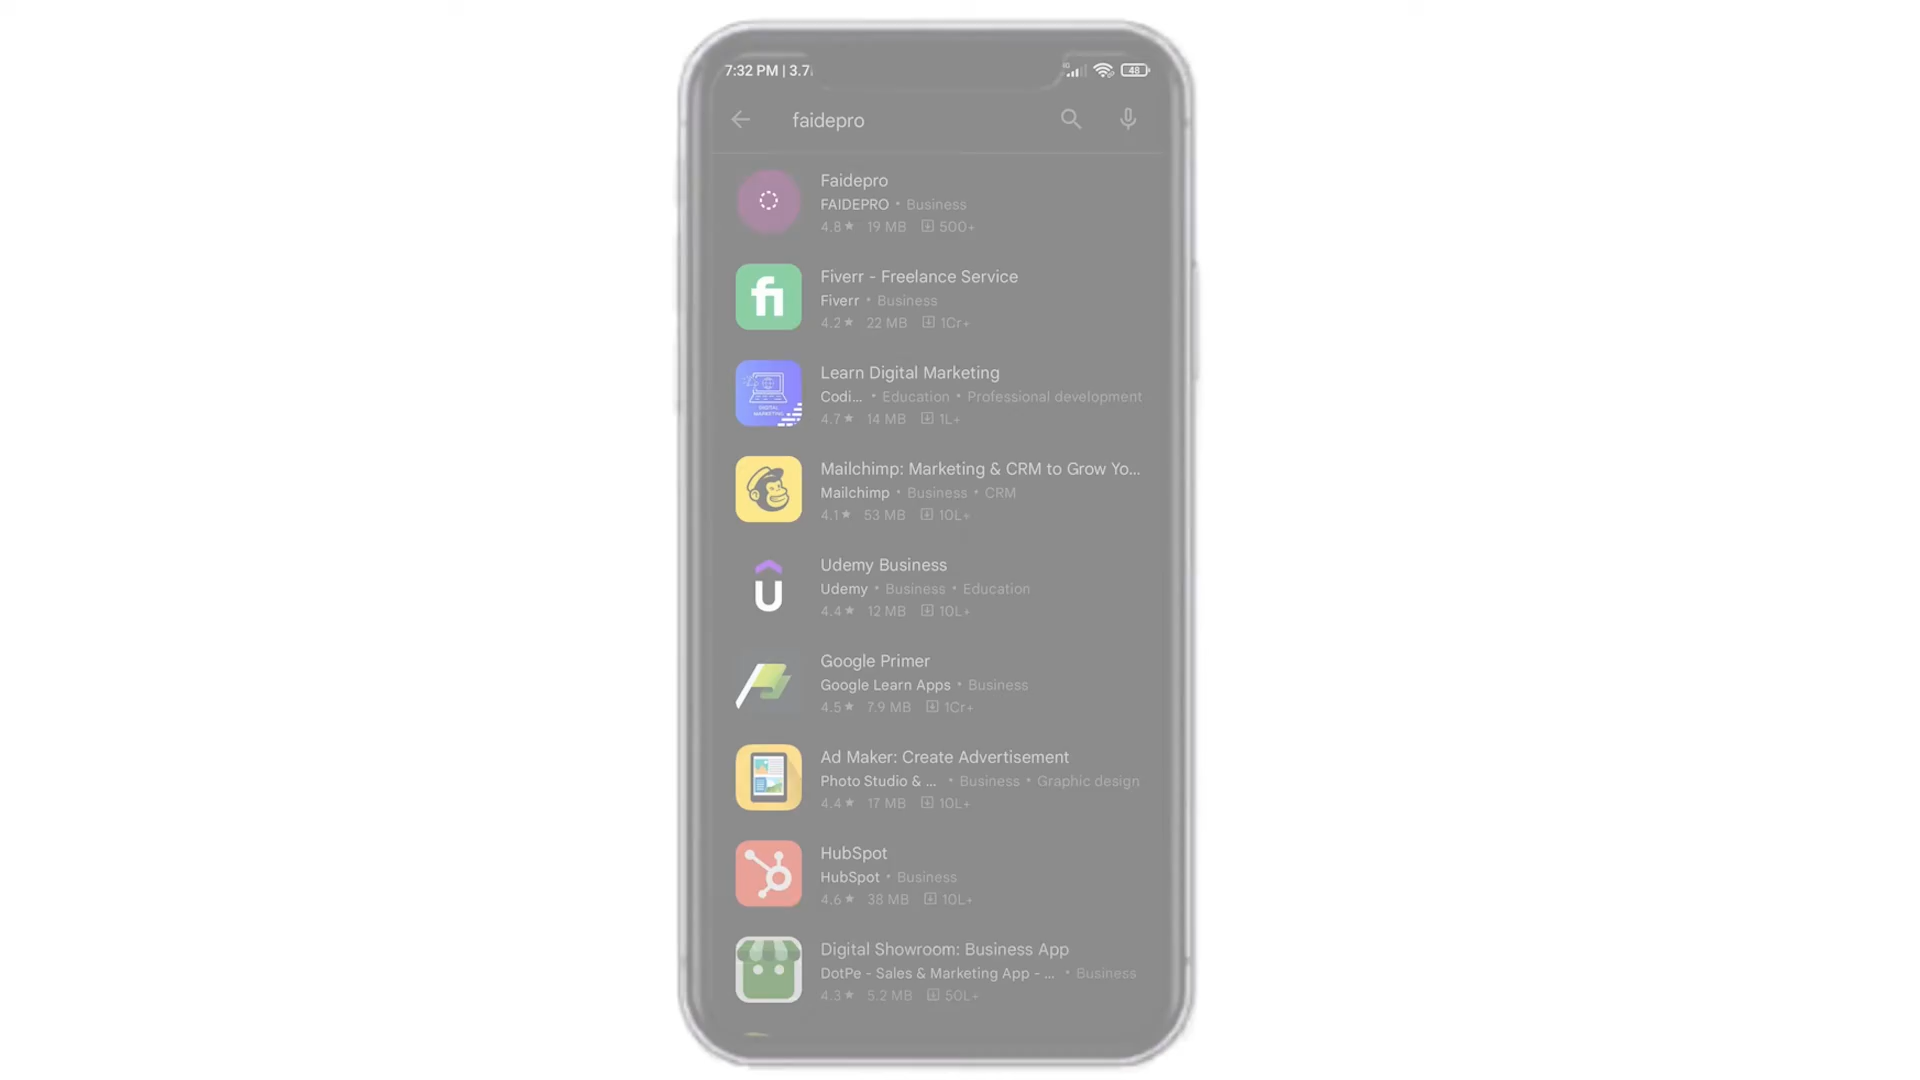 7:32 PM | 3.7
4G
48
faidepro
Faidepro
FAIDEPRO • Business
4.8★ 19 MB 500+
fi
Fiverr - Freelance Service
Fiverr • Business
4.2★ 22 MB 1Cr+
DIGITAL
MARKETING
Learn Digital Marketing
Codi... • Education • Professional development
4.7★ 14 MB 1L+
Mailchimp: Marketing & CRM to Grow Yo...
Mailchimp • Business • CRM
4.1★ 53 MB 10L+
Udemy Business
Udemy • Business • Education
4.4★ 12 MB 10L+
Google Primer
Google Learn Apps • Business
4.5★ 7.9 MB 1Cr+
Ad Maker: Create Advertisement
Photo Studio & ... • Business • Graphic design
4.4★ 17 MB 10L+
HubSpot
HubSpot • Business
4.6★ 38 MB 10L+
Digital Showroom: Business App
DotPe - Sales & Marketing App - ... • Business
4.3★ 5.2 MB 50L+